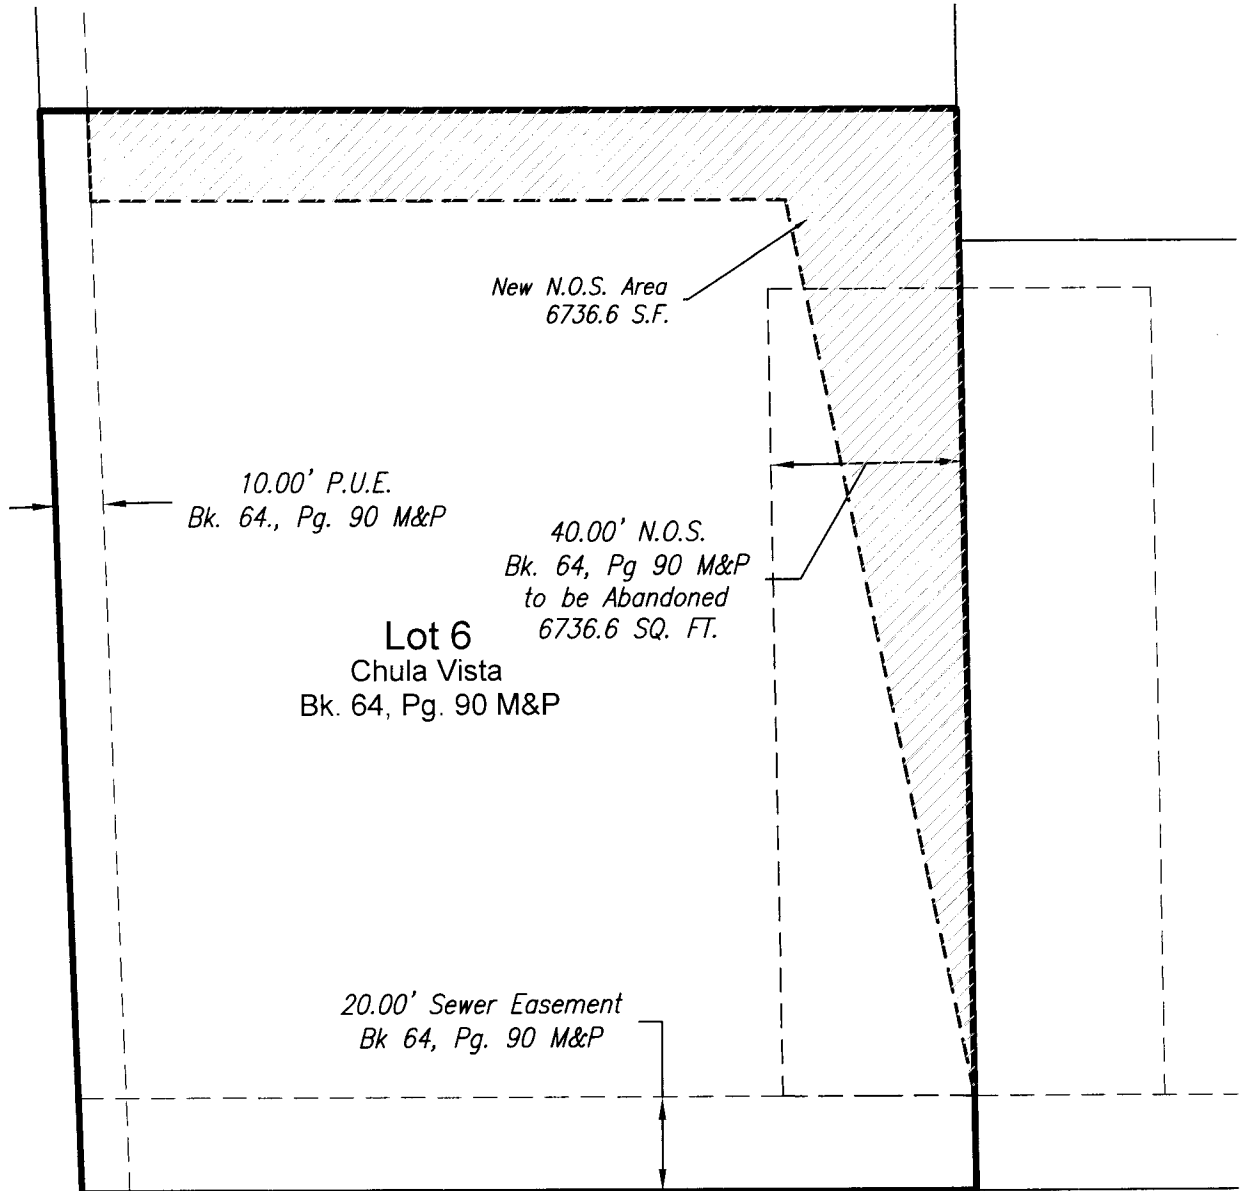 New N.O.S. Area
6736.6 S.F.
10.00' P.U.E.
Bk. 64., Pg. 90 M&P
40.00' N.O.S.
Bk. 64, Pg 90 M&P
to be Abandoned
6736.6 SQ. FT.
Lot 6
Chula Vista
Bk. 64, Pg. 90 M&P
20.00' Sewer Easement
Bk 64, Pg. 90 M&P